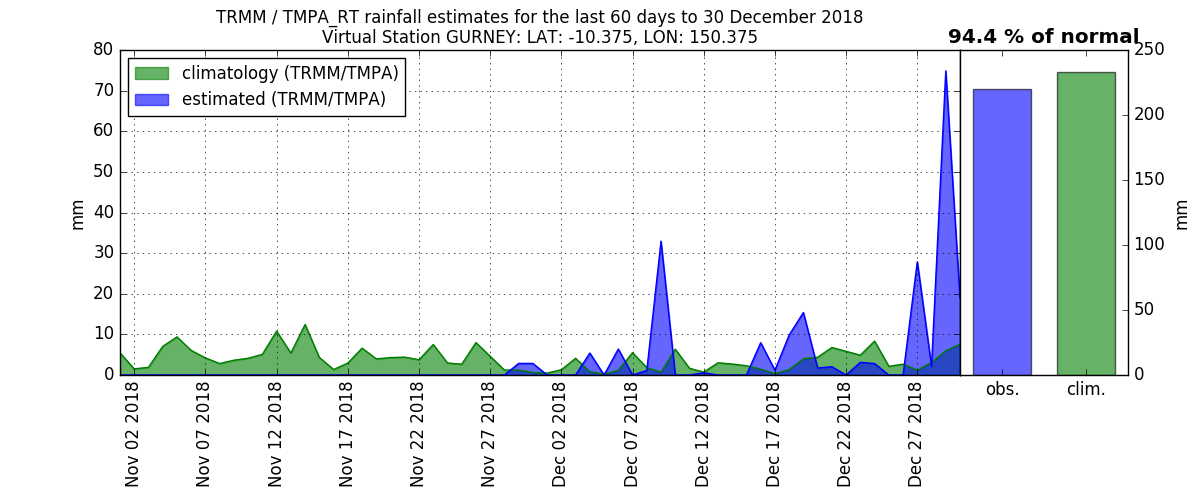 TRMM / TMPA_RT rainfall estimates for the last 60 days to 30 December 2018
Virtual Station GURNEY: LAT: -10.375, LON: 150.375
94.4 % of normal
climatology (TRMM/TMPA)
estimated (TRMM/TMPA)
80
70
60
50
40
30
20
10
0
mm
Nov 02 2018
Nov 07 2018
Nov 12 2018
Nov 17 2018
Nov 22 2018
Nov 27 2018
Dec 02 2018
Dec 07 2018
Dec 12 2018
Dec 17 2018
Dec 22 2018
Dec 27 2018
obs.
clim.
250
200
150
100
50
0
mm